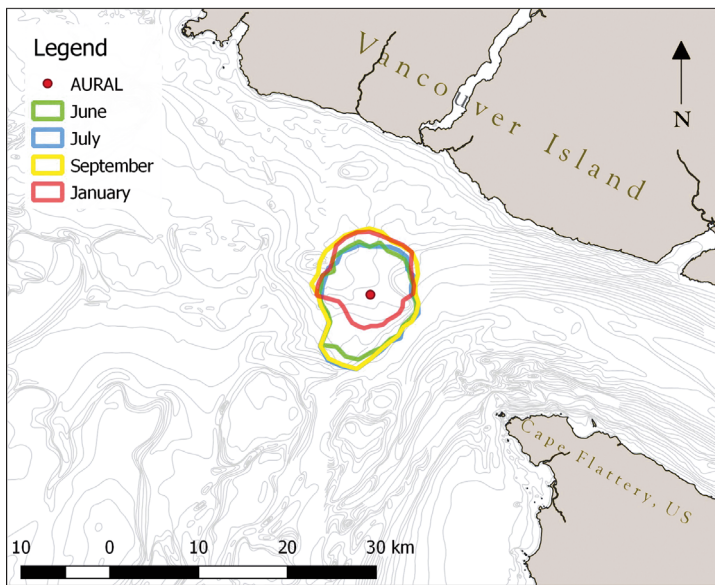 Legend
AURAL
June
July
September
January
Vancouver Island
N
Cape Flattery, US
10 0 10 20 30 km